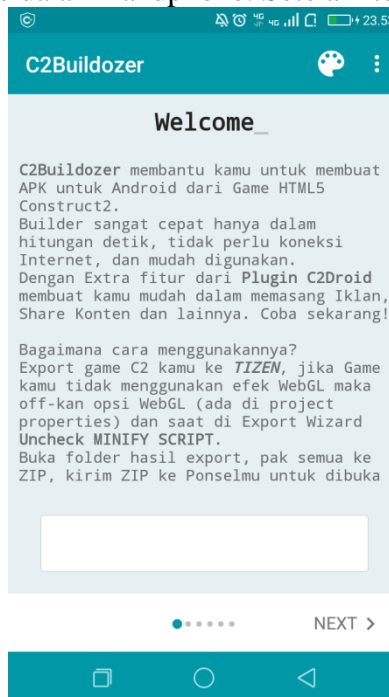 23.53
C2Buildozer
Welcome_
C2Buildozer membantu kamu untuk membuat
APK untuk Android dari Game HTML5
Construct2.
Builder sangat cepat hanya dalam
hitungan detik, tidak perlu koneksi
Internet, dan mudah digunakan.
Dengan Extra fitur dari Plugin C2Droid
membuat kamu mudah dalam memasang Iklan,
Share Konten dan lainnya. Coba sekarang!
Bagaimana cara menggunakannya?
Export game C2 kamu ke TIZEN, jika Game
kamu tidak menggunakan efek WebGL maka
off-kan opsi WebGL (ada di project
properties) dan saat di Export Wizard
Uncheck MINIFY SCRIPT.
Buka folder hasil export, pak semua ke
ZIP, kirim ZIP ke Ponselmu untuk dibuka
NEXT >